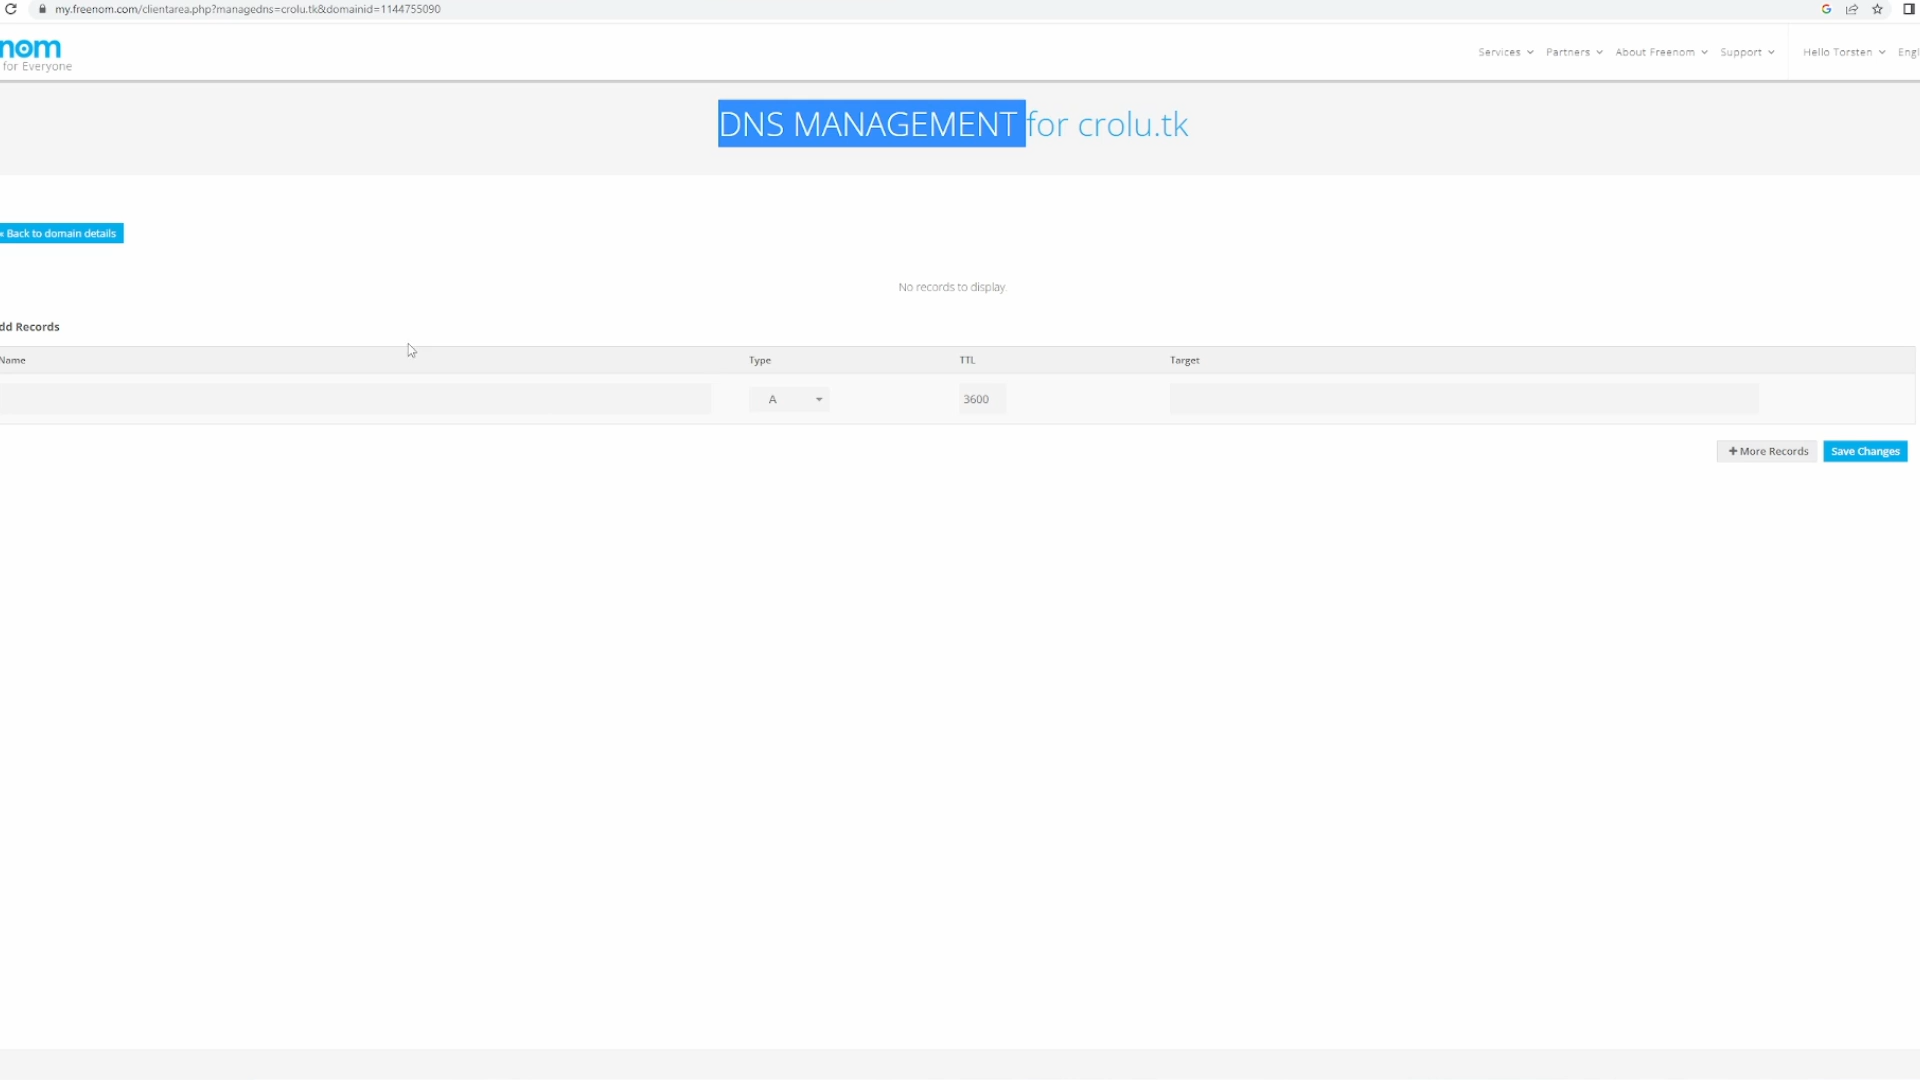 my.freenom.com/clientarea.php?managedns=crolu.tk&domainid=1144755090
nom
for Everyone
Services Partners About Freenom Support Hello Torsten Engl
DNS MANAGEMENT for crolu.tk
« Back to domain details
No records to display.
dd Records
Name Type TTL Target
A 3600
+ More Records Save Changes